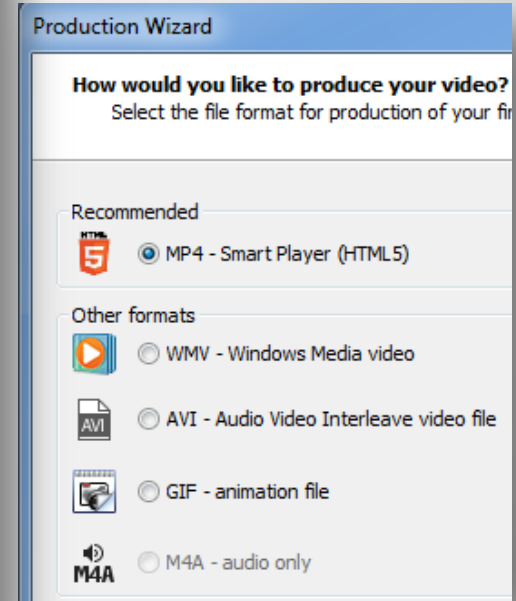 Production Wizard
How would you like to produce your video?
Select the file format for production of your
Recommended
HTML
5
MP4 - Smart Player (HTML5)
Other formats
WMV - Windows Media video
AVI
AVI - Audio Video Interleave video file
GIF - animation file
M4A
M4A - audio only